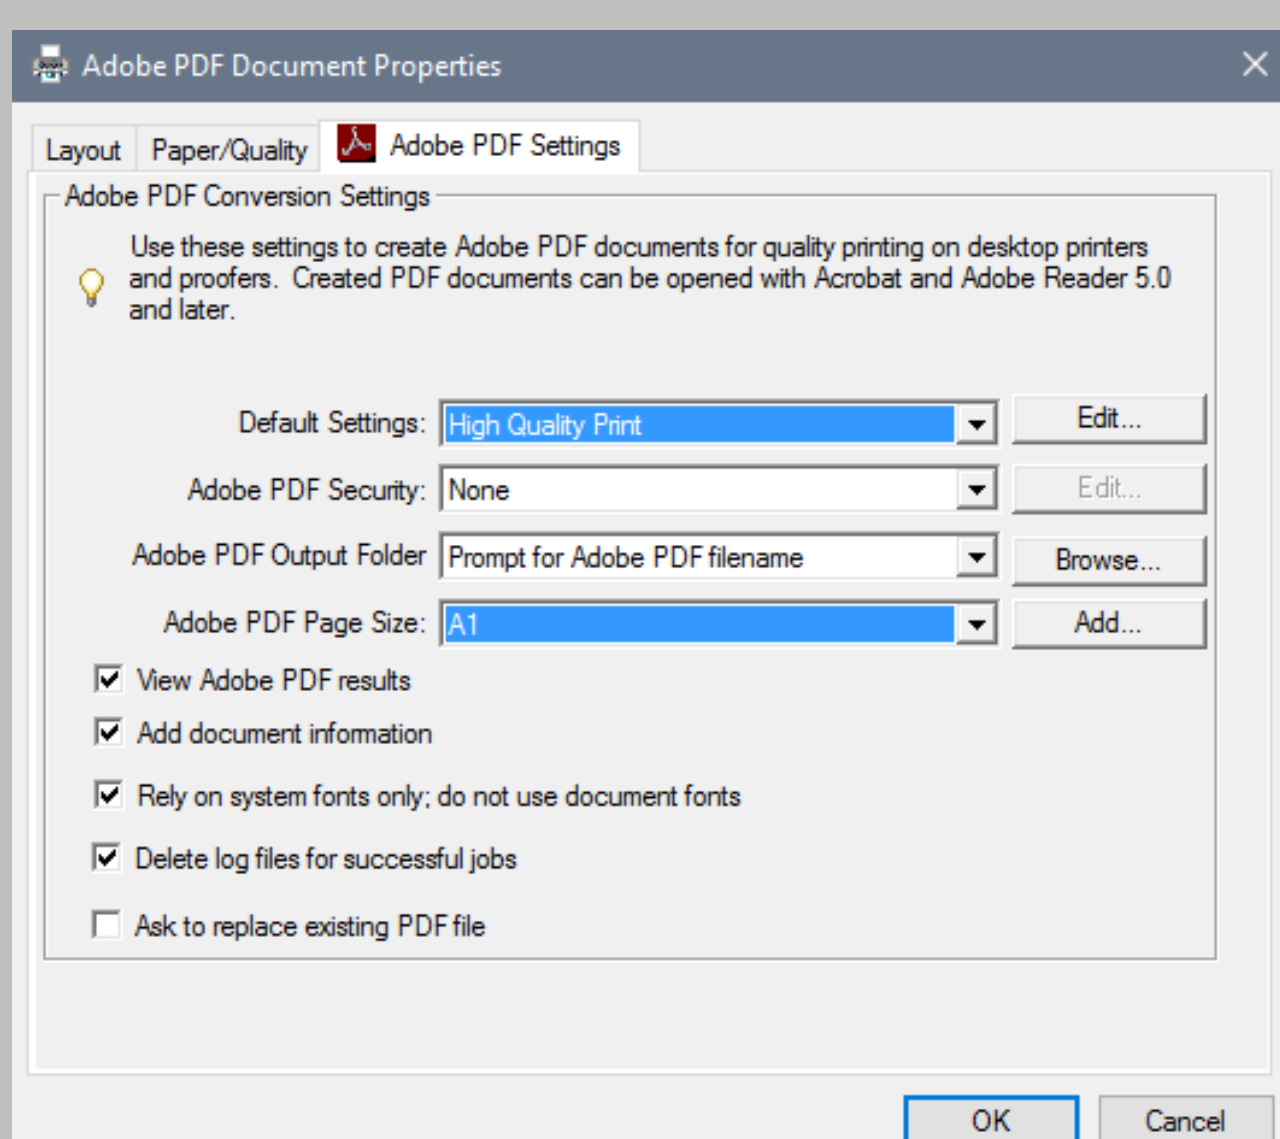 Adobe PDF Document Properties
Layout Paper/Quality Adobe PDF Settings
Adobe PDF Conversion Settings
Use these settings to create Adobe PDF documents for quality printing on desktop printers
and proofers. Created PDF documents can be opened with Acrobat and Adobe Reader 5.0
and later.
Default Settings: High Quality Print Edit...
Adobe PDF Security: None Edit...
Adobe PDF Output Folder Prompt for Adobe PDF filename Browse...
Adobe PDF Page Size: A1 Add...
View Adobe PDF results
Add document information
Rely on system fonts only; do not use document fonts
Delete log files for successful jobs
Ask to replace existing PDF file
OK Cancel